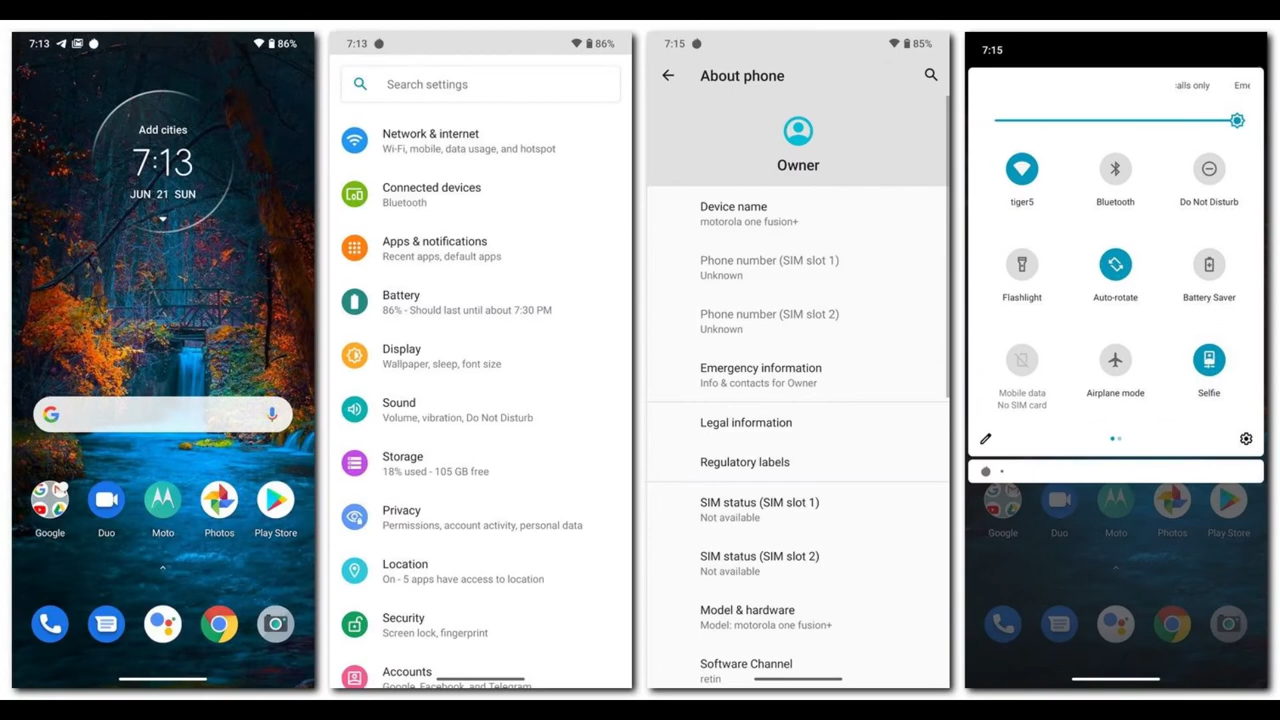 7:13
86%
Add cities
7:13
JUN 21 SUN
Google
Duo
Moto
Photos
Play Store
7:13
86%
Search settings
Network & internet
Wi-Fi, mobile, data usage, and hotspot
Connected devices
Bluetooth
Apps & notifications
Recent apps, default apps
Battery
86% - Should last until about 7:30 PM
Display
Wallpaper, sleep, font size
Sound
Volume, vibration, Do Not Disturb
Storage
18% used - 105 GB free
Privacy
Permissions, account activity, personal data
Location
On - 5 apps have access to location
Security
Screen lock, fingerprint
Accounts
Google, Facebook, and Telegram
7:15
85%
About phone
Owner
Device name
motorola one fusion+
Phone number (SIM slot 1)
Unknown
Phone number (SIM slot 2)
Unknown
Emergency information
Info & contacts for Owner
Legal information
Regulatory labels
SIM status (SIM slot 1)
Not available
SIM status (SIM slot 2)
Not available
Model & hardware
Model: motorola one fusion+
Software Channel
retin
7:15
calls only
Eme
tiger5
Bluetooth
Do Not Disturb
Flashlight
Auto-rotate
Battery Saver
Mobile data
No SIM card
Airplane mode
Selfie
Google
Duo
Moto
Photos
Play Store